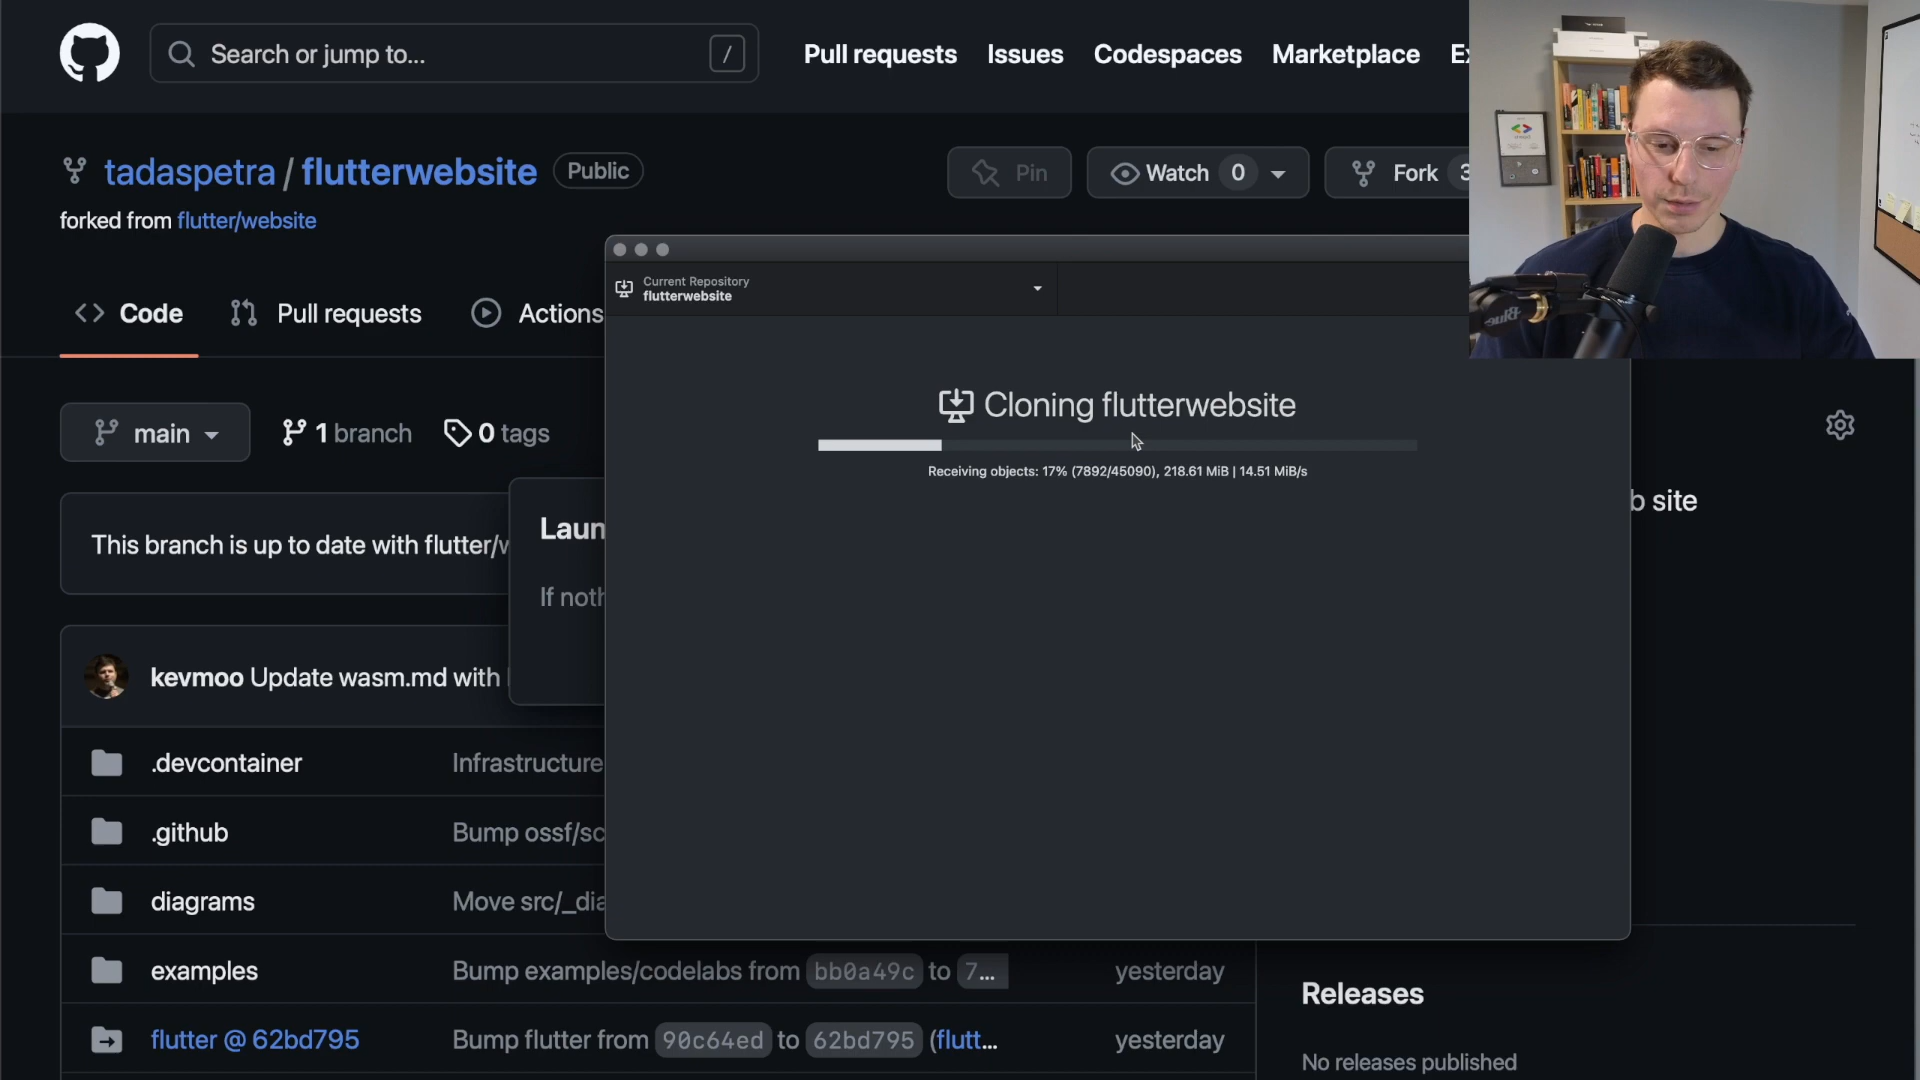 Search or jump to...
/
Pull requests
Issues
Codespaces
Marketplace
Ex
tadaspetra / flutterwebsite
Public
Pin
Watch 0
Fork 3
forked from flutter/website
Code
Pull requests
Actions
Current Repository
flutterwebsite
Cloning flutterwebsite
Receiving objects: 17% (7892/45090), 218.61 MiB | 14.51 MiB/s
main
1 branch
0 tags
b site
This branch is up to date with flutter/w
Laun
If noth
kevmoo Update wasm.md with
.devcontainer
Infrastructure
.github
Bump ossf/sc
diagrams
Move src/_dia
examples
Bump examples/codelabs from bb0a49c to 7...
yesterday
flutter @ 62bd795
Bump flutter from 90c64ed to 62bd795 (flutt...
yesterday
Releases
No releases published
Blue